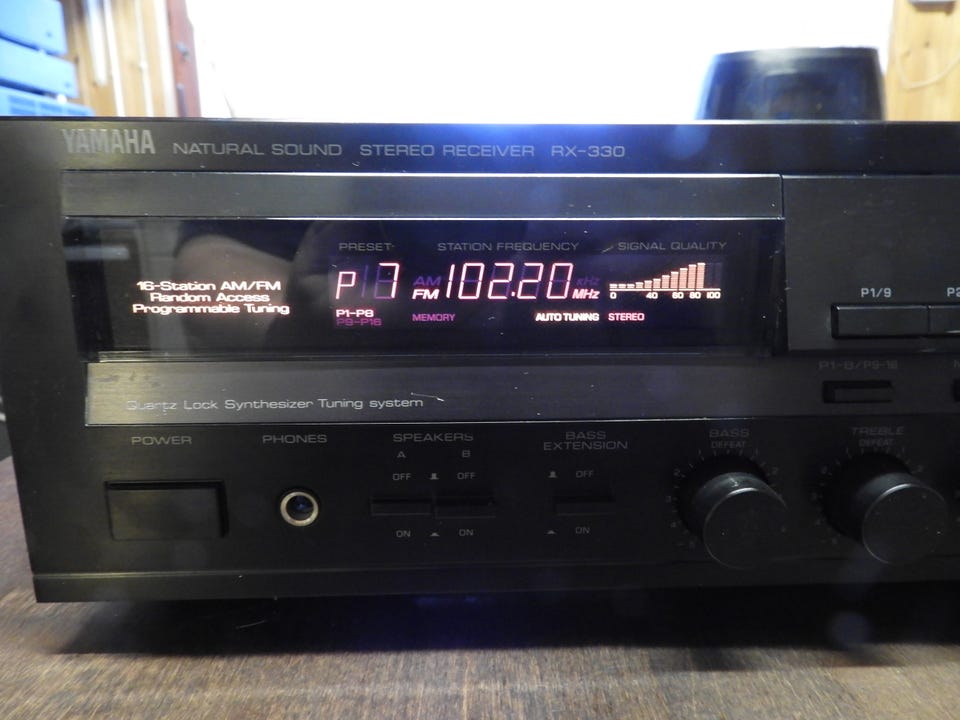 YAMAHA NATURAL SOUND STEREO RECEIVER RX-330
PRESET STATION FREQUENCY SIGNAL QUALITY
16-Station AM/FM
Random Access
Programmable Tuning
P 7 AM FM 102.20 kHz MHz
0 40 60 80 100
P1-P8
P9-P16
MEMORY AUTO TUNING STEREO
P1/9
P1-8/P9-16
Quartz Lock Synthesizer Tuning system
POWER PHONES SPEAKERS BASS EXTENSION BASS TREBLE
A B DEFEAT DEFEAT
OFF OFF OFF
ON ON ON